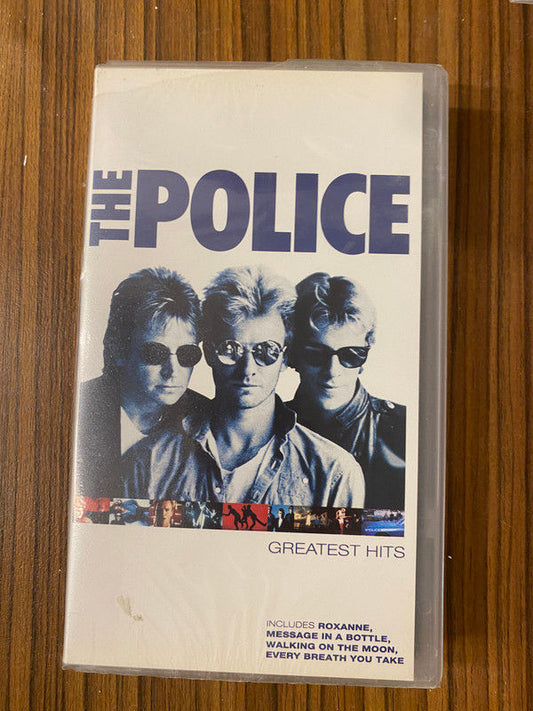 THE POLICE
GREATEST HITS
INCLUDES ROXANNE,
MESSAGE IN A BOTTLE,
WALKING ON THE MOON,
EVERY BREATH YOU TAKE